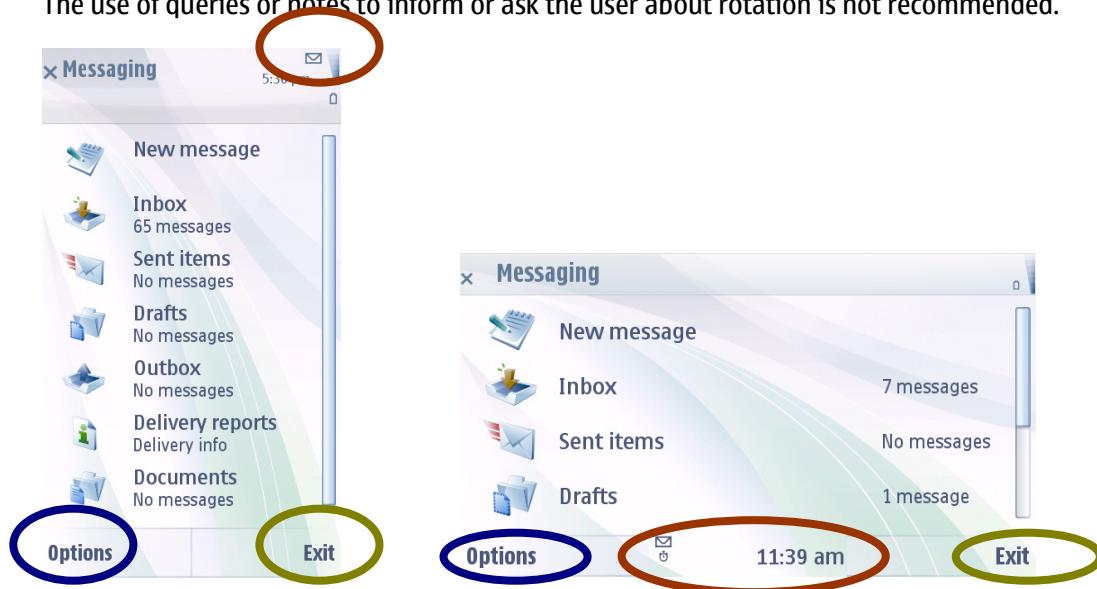 The use of queries or notes to inform or ask the user about rotation is not recommended.
× Messaging
New message
Inbox
65 messages
Sent items
No messages
Drafts
No messages
Outbox
No messages
Delivery reports
Delivery info
Documents
No messages
Options Exit
× Messaging
New message
Inbox 7 messages
Sent items No messages
Drafts 1 message
Options 11:39 am Exit